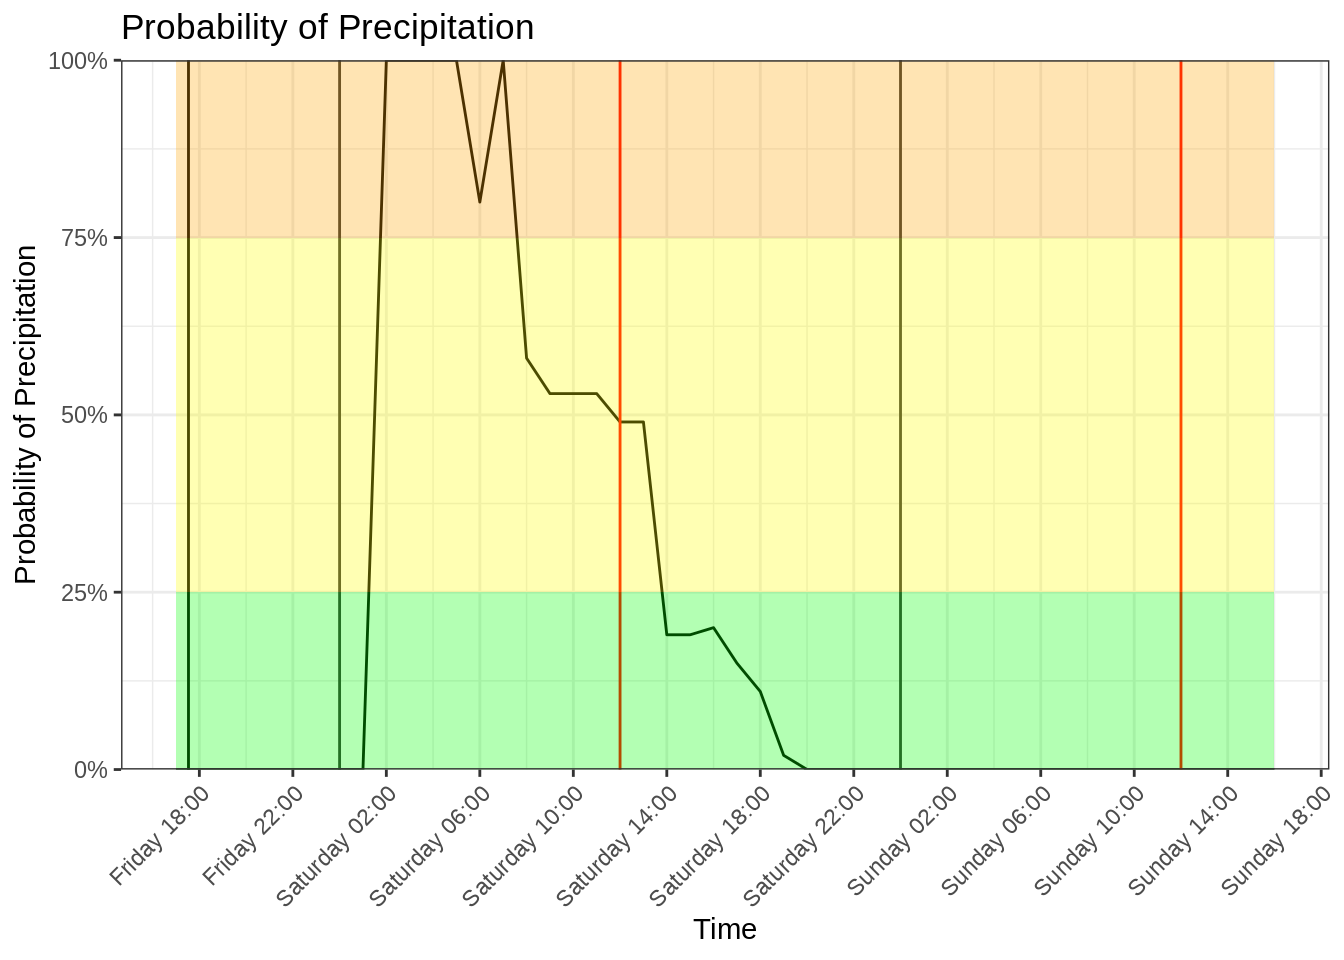 Probability of Precipitation
Probability of Precipitation
100%
75%
50%
25%
0%
Friday 18:00
Friday 22:00
Saturday 02:00
Saturday 06:00
Saturday 10:00
Saturday 14:00
Saturday 18:00
Saturday 22:00
Sunday 02:00
Sunday 06:00
Sunday 10:00
Sunday 14:00
Sunday 18:00
Time